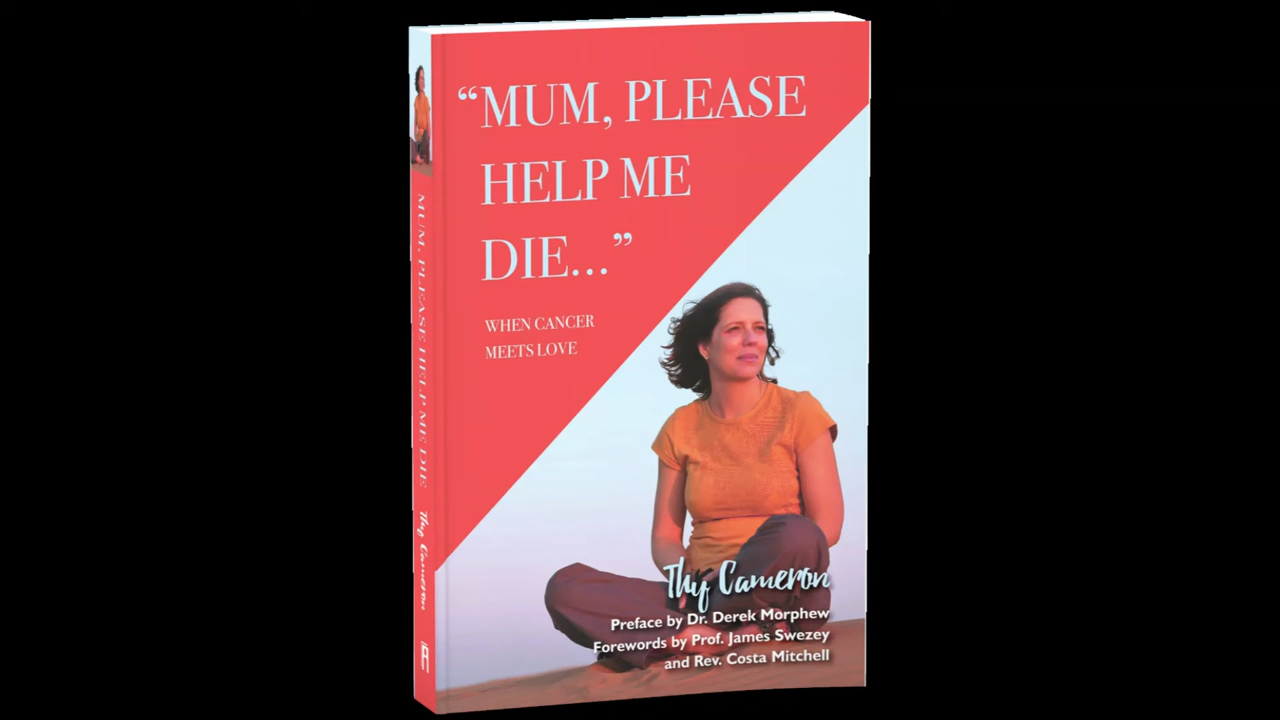 “MUM, PLEASE
HELP ME
DIE...”
WHEN CANCER
MEETS LOVE
Thy Cameron
Preface by Dr. Derek Morphew
Forewords by Prof. James Swezey
and Rev. Costa Mitchell
MUM, PLEASE HELP ME DIE Thy Cameron